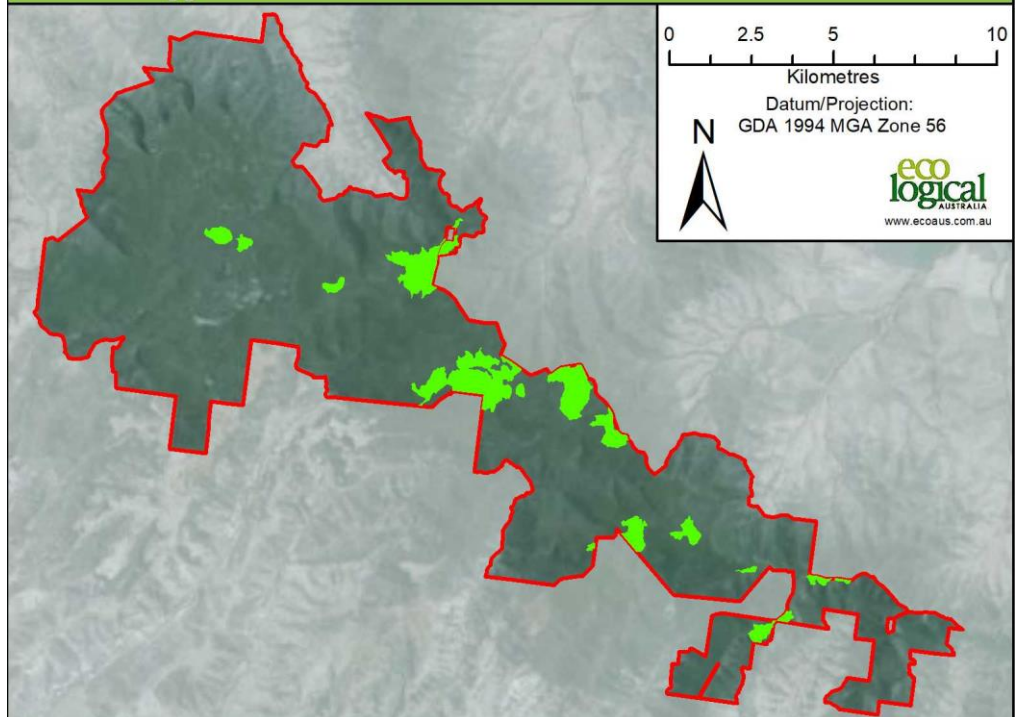 0 2.5 5 10
Kilometres
Datum/Projection:
GDA 1994 MGA Zone 56
N
eco
logical
AUSTRALIA
www.ecoaus.com.au